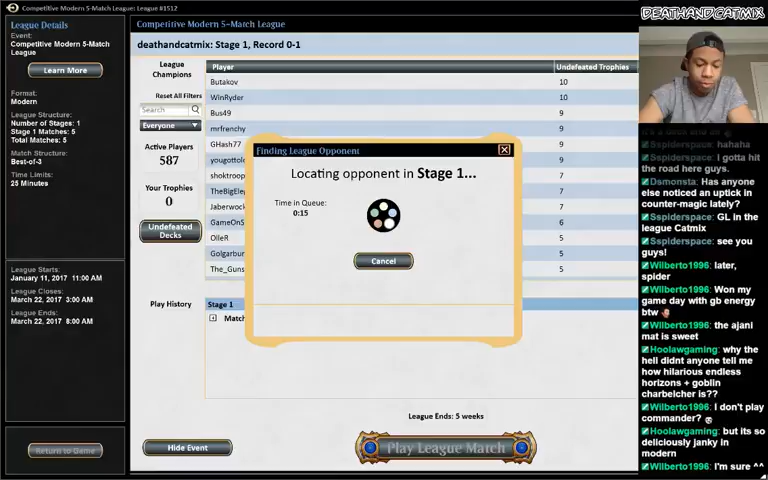 Competitive Modern 5-Match League: League #1512
League Details
Event:
Competitive Modern 5-Match
League
Learn More
Format:
Modern
League Structure:
Number of Stages: 1
Stage 1 Matches: 5
Total Matches: 5
Match Structure:
Best-of-3
Time Limits:
25 Minutes
League Starts:
January 11, 2017 11:00 AM
League Closes:
March 22, 2017 3:00 AM
League Ends:
March 22, 2017 8:00 AM
Return to Game
Competitive Modern 5-Match League
deathandcatmix: Stage 1, Record 0-1
League
Champions
Reset All Filters
Search
Everyone
Active Players
587
Your Trophies
0
Undefeated
Decks
Play History
Player
Undefeated Trophies
Butakov
10
WinRyder
10
Bus49
9
mrfrenchy
9
GHash77
9
yougottol
9
shoktroop
7
TheBigEle
7
Jaberwock
7
GameOnS
6
OlleR
5
Golgarbur
5
The_Guns
5
Stage 1
Match
Finding League Opponent
Locating opponent in Stage 1...
Time in Queue:
0:15
Cancel
League Ends: 5 weeks
Hide Event
Play League Match
DEATHANDCATMIX
Sspiderspace: hahaha
Sspiderspace: I gotta hit
the road here guys.
Dsmonsta: Has anyone
else noticed an uptick in
counter-magic lately?
Sspiderspace: GL in the
league Catmix
Sspiderspace: see you
guys!
Wilberto1996: later,
spider
Wilberto1996: Won my
game day with gb energy
btw
Wilberto1996: the ajani
mat is sweet
Hoolawgaming: why the
hell didnt anyone tell me
how hilarious endless
horizons + goblin
charbelcher is??
Wilberto1996: I don't play
commander?
Hoolawgaming: but its so
deliciously janky in
modern
Wilberto1996: I'm sure ^^